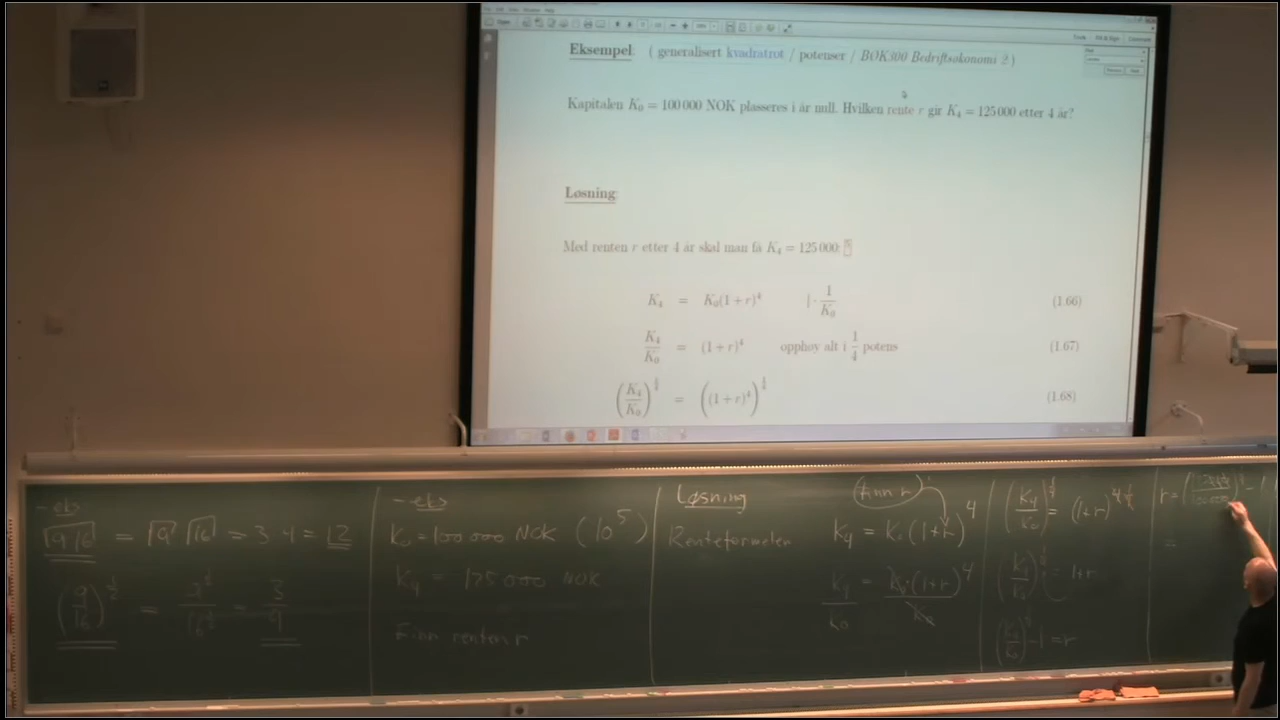 Eksempel: ( generalisert kvadratrot / potenser / BØK300 Bedriftsøkonomi 2 )
Kapitalen K₀ = 100 000 NOK plasseres i år null. Hvilken rente r gir K₄ = 125 000 etter 4 år?
Løsning:
Med renten r etter 4 år skal man få K₄ = 125 000:
K₄ = K₀(1 + r)⁴ | · 1/K₀ (1.66)
K₄/K₀ = (1 + r)⁴ opphøy alt i 1/4 potens (1.67)
(K₄/K₀)^(1/4) = ((1 + r)⁴)^(1/4) (1.68)
- eks
√(9·16) = √9 √16 = 3·4 = 12
(9/16)^(1/2) = 9^(1/2)/16^(1/2) = 3/4
- eks
K₀ = 100 000 NOK (10⁵)
K₄ = 125 000 NOK
Finn renten r
Løsning
Renteformelen
finn r
K₄ = K₀ (1+r)⁴
K₄/K₀ = K₀·(1+r)⁴/K₀
(K₄/K₀)^(1/4) = (1+r)^(4·1/4)
(K₄/K₀)^(1/4) = 1+r
(K₄/K₀)^(1/4) - 1 = r